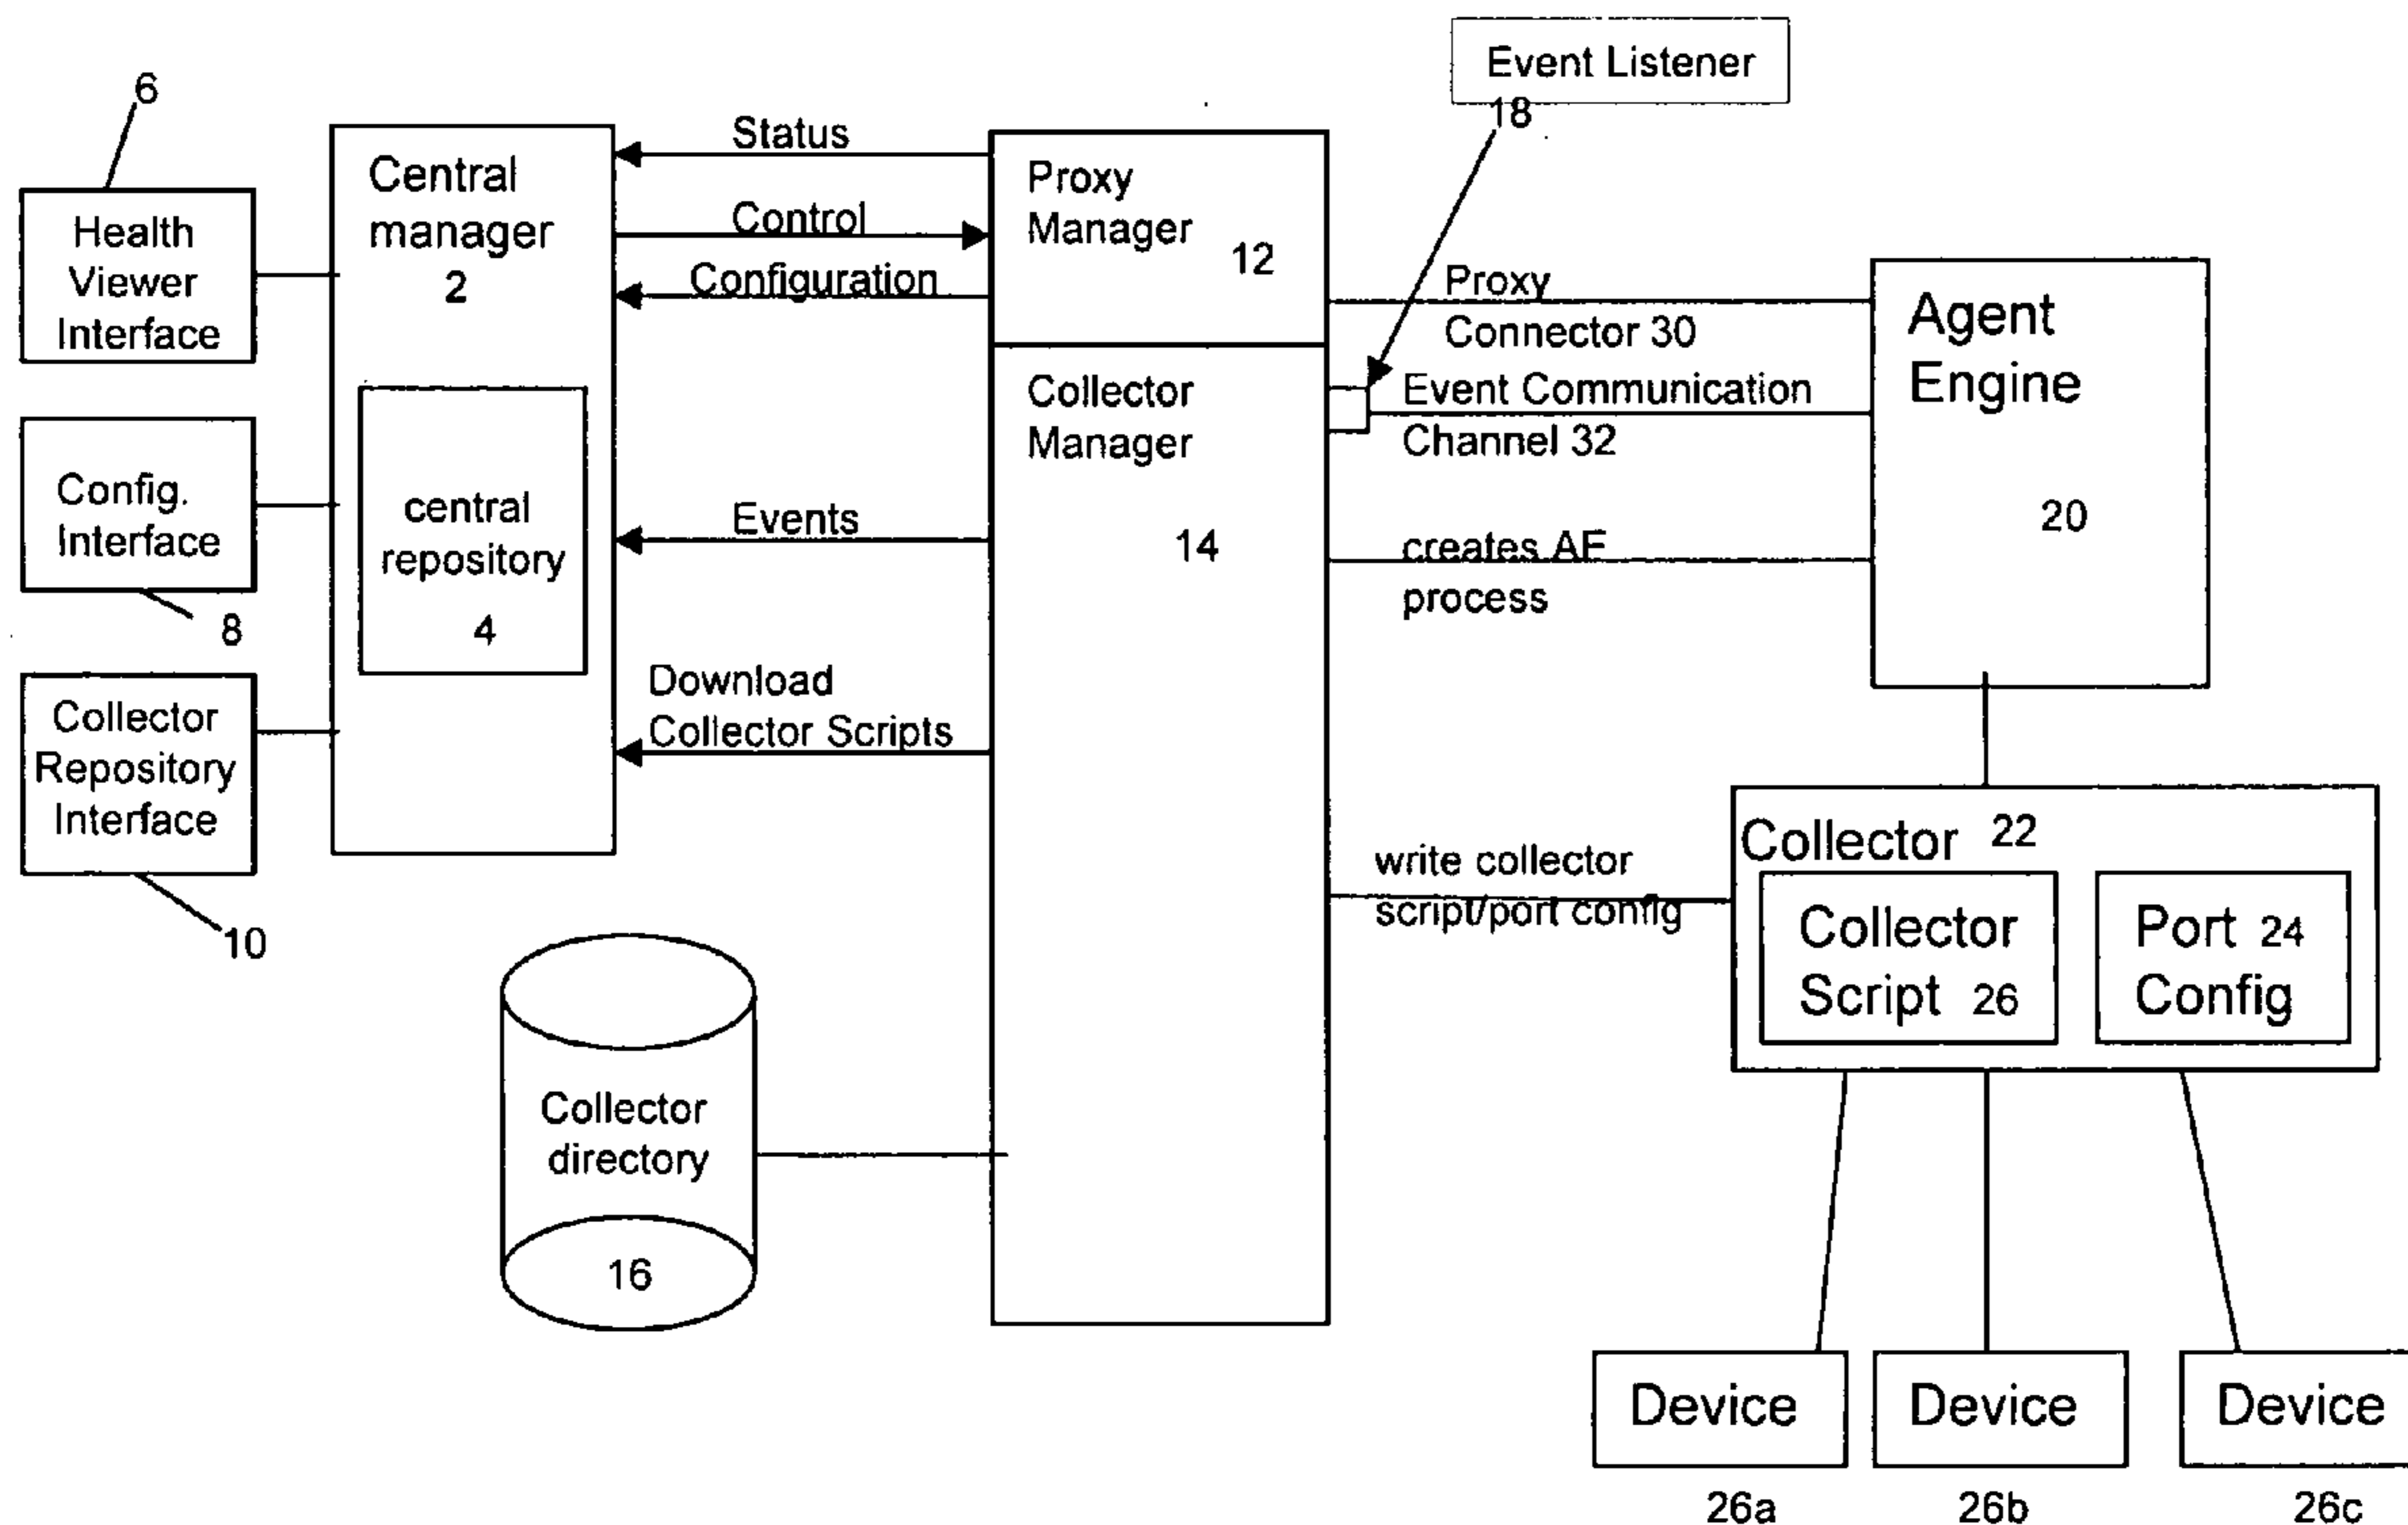 Event Listener
18
6
Health
Viewer
Interface
Config.
Interface
8
Collector
Repository
Interface
10
Central
manager
2
central
repository
4
Status
Control
Configuration
Events
Download
Collector Scripts
Collector
directory
16
Proxy
Manager
12
Collector
Manager
14
Proxy
Connector 30
Event Communication
Channel 32
creates AE
process
write collector
script/port config
Agent
Engine
20
Collector 22
Collector
Script 26
Port 24
Config
Device
Device
Device
26a
26b
26c